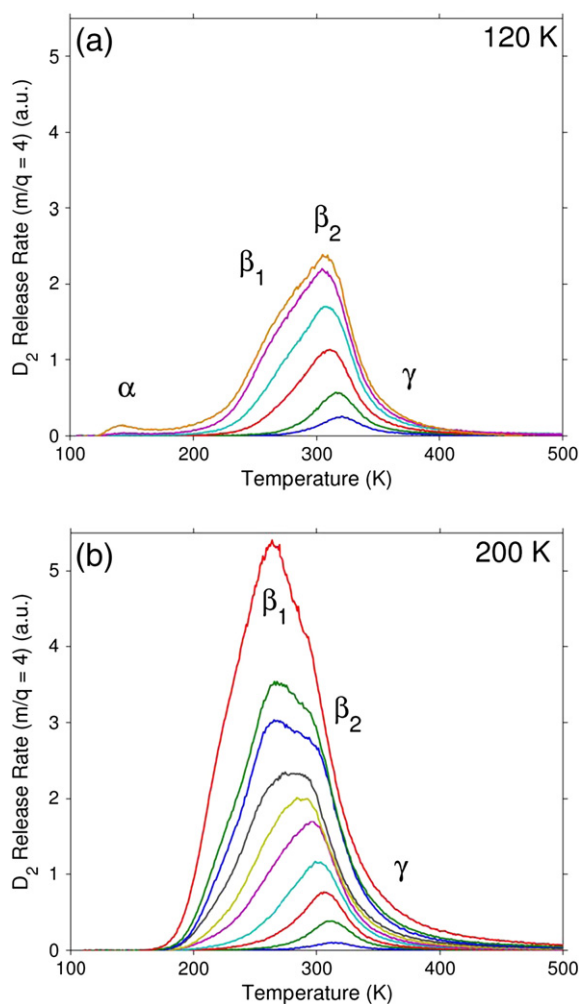 (a)
120 K
D₂ Release Rate (m/q = 4) (a.u.)
5
4
3
2
1
0
α
β₁
β₂
γ
100 200 300 400 500
Temperature (K)
(b)
200 K
D₂ Release Rate (m/q = 4) (a.u.)
5
4
3
2
1
0
β₁
β₂
γ
100 200 300 400 500
Temperature (K)